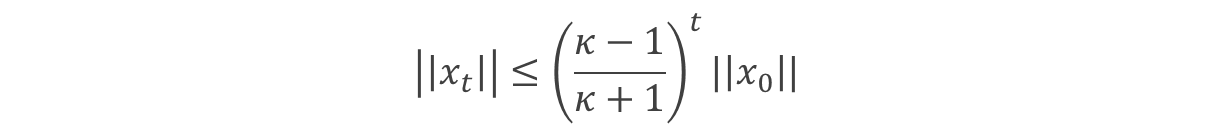 ||x_t|| ≤ ((κ − 1)/(κ + 1))^t ||x_0||